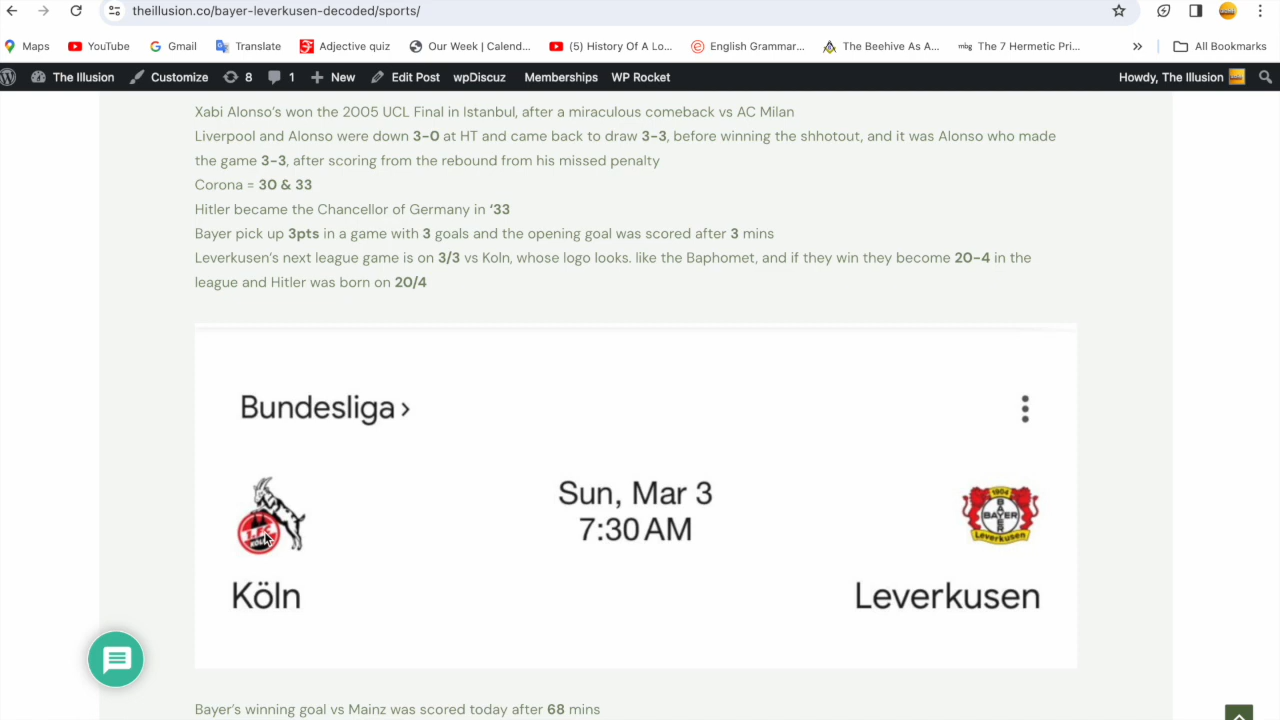 theillusion.co/bayer-leverkusen-decoded/sports/
Maps YouTube Gmail Translate Adjective quiz Our Week | Calend... (5) History Of A Lo... English Grammar... The Beehive As A... mbg The 7 Hermetic Pri... » All Bookmarks
The Illusion Customize 8 1 New Edit Post wpDiscuz Memberships WP Rocket Howdy, The Illusion
Xabi Alonso’s won the 2005 UCL Final in Istanbul, after a miraculous comeback vs AC Milan
Liverpool and Alonso were down 3-0 at HT and came back to draw 3-3, before winning the shhotout, and it was Alonso who made
the game 3-3, after scoring from the rebound from his missed penalty
Corona = 30 & 33
Hitler became the Chancellor of Germany in ‘33
Bayer pick up 3pts in a game with 3 goals and the opening goal was scored after 3 mins
Leverkusen’s next league game is on 3/3 vs Koln, whose logo looks. like the Baphomet, and if they win they become 20-4 in the
league and Hitler was born on 20/4
Bundesliga ›
Sun, Mar 3
7:30 AM
1904
BAYER
BAYER
Leverkusen
Köln Leverkusen
Bayer’s winning goal vs Mainz was scored today after 68 mins